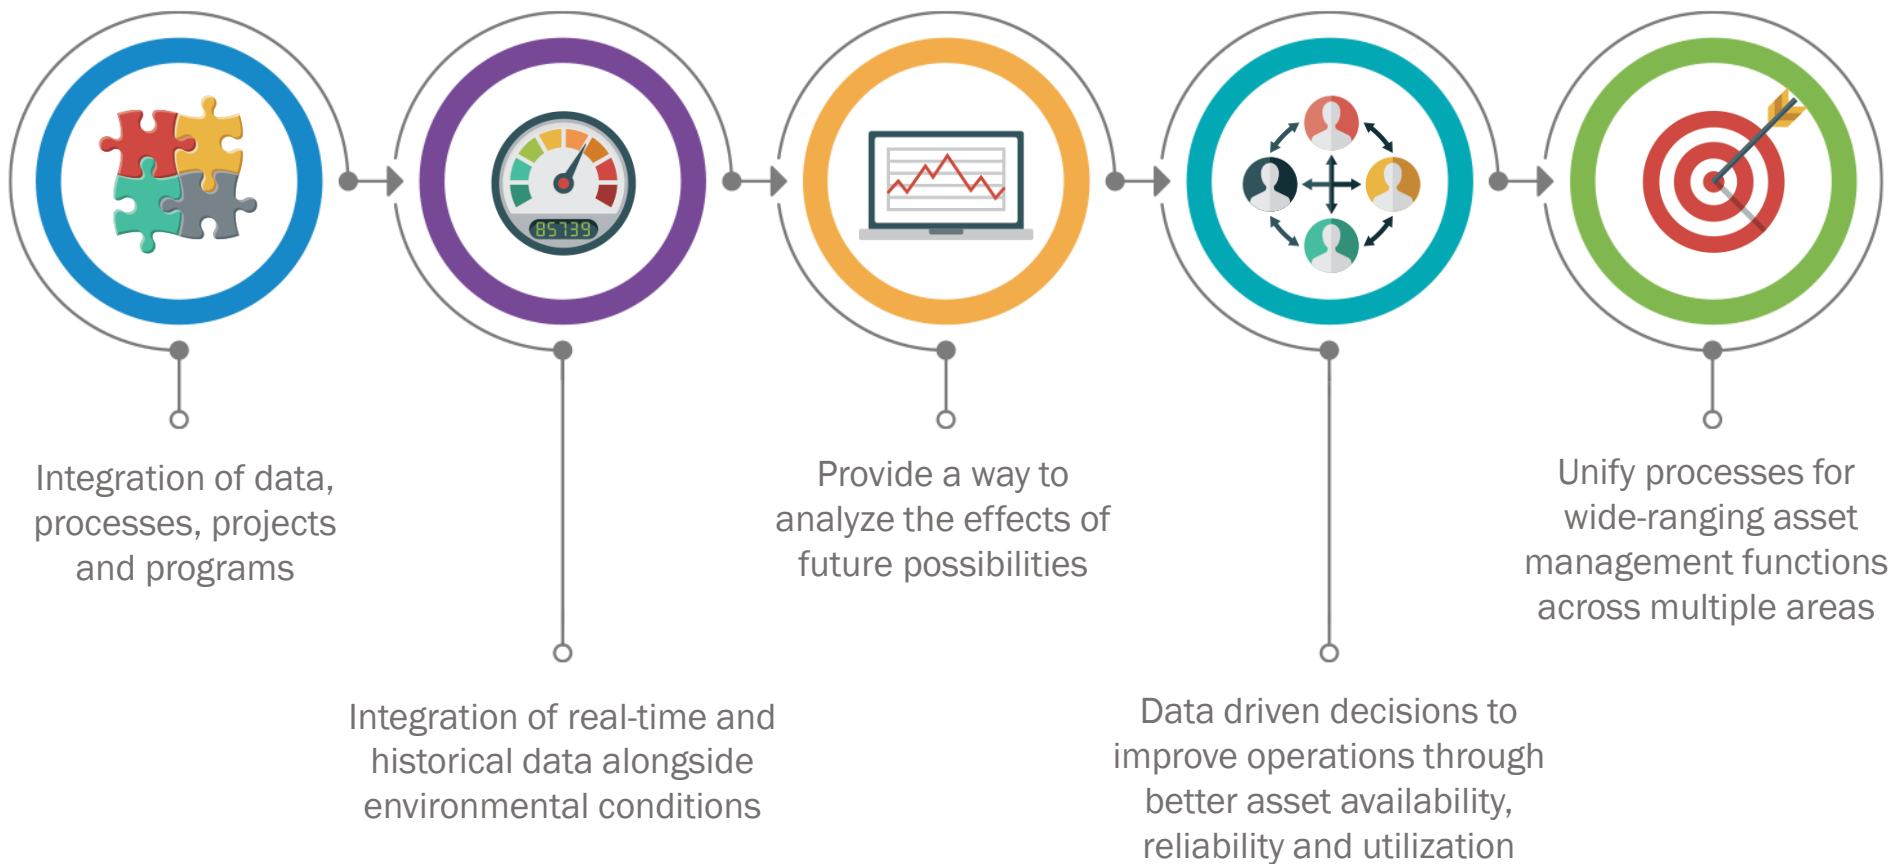 85739
Integration of data,
processes, projects
and programs
Integration of real-time and
historical data alongside
environmental conditions
Provide a way to
analyze the effects of
future possibilities
Data driven decisions to
improve operations through
better asset availability,
reliability and utilization
Unify processes for
wide-ranging asset
management functions
across multiple areas